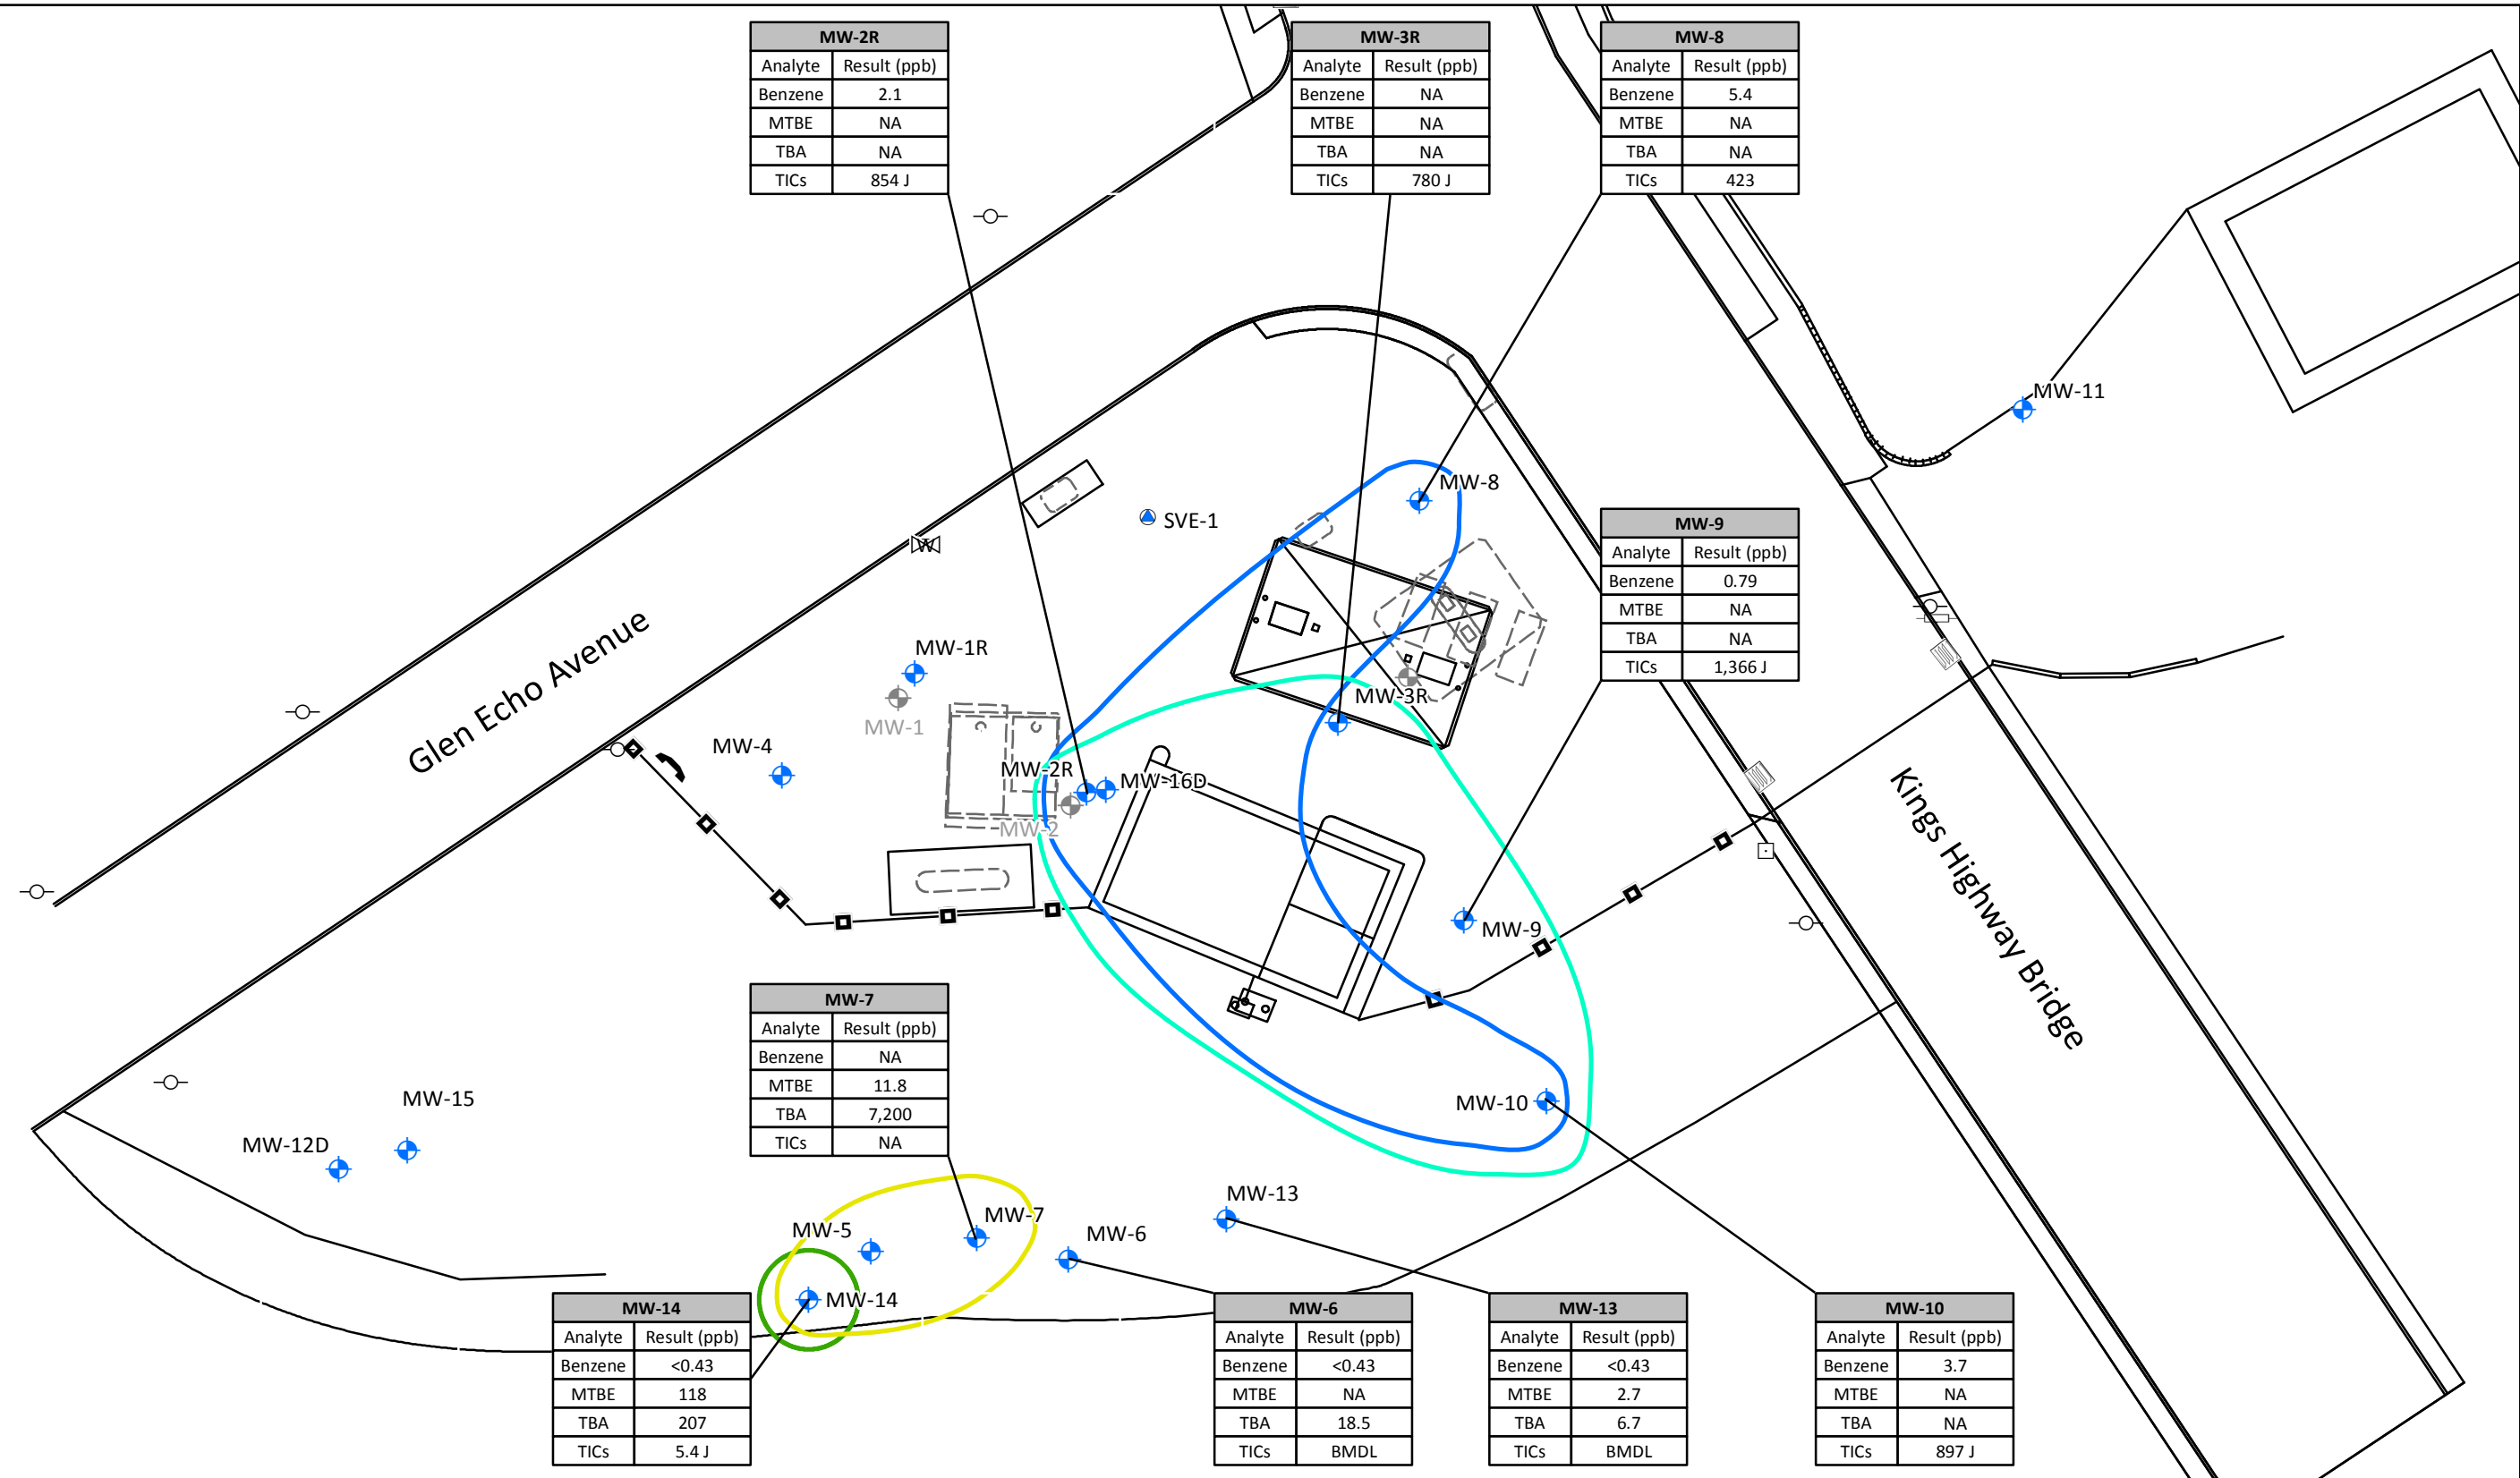 MW-2R
Analyte Result (ppb)
Benzene 2.1
MTBE NA
TBA NA
TICs 854 J
MW-3R
Analyte Result (ppb)
Benzene NA
MTBE NA
TBA NA
TICs 780 J
MW-8
Analyte Result (ppb)
Benzene 5.4
MTBE NA
TBA NA
TICs 423
MW-11
MW-8
SVE-1
W
MW-9
Analyte Result (ppb)
Benzene 0.79
MTBE NA
TBA NA
TICs 1,366 J
Glen Echo Avenue
MW-1R
MW-1
MW-3R
MW-4
MW-2R
MW-16D
MW-2
MW-9
Kings Highway Bridge
MW-7
Analyte Result (ppb)
Benzene NA
MTBE 11.8
TBA 7,200
TICs NA
MW-15
MW-12D
MW-10
MW-13
MW-7
MW-5
MW-6
MW-14
MW-14
Analyte Result (ppb)
Benzene <0.43
MTBE 118
TBA 207
TICs 5.4 J
MW-6
Analyte Result (ppb)
Benzene <0.43
MTBE NA
TBA 18.5
TICs BMDL
MW-13
Analyte Result (ppb)
Benzene <0.43
MTBE 2.7
TBA 6.7
TICs BMDL
MW-10
Analyte Result (ppb)
Benzene 3.7
MTBE NA
TBA NA
TICs 897 J